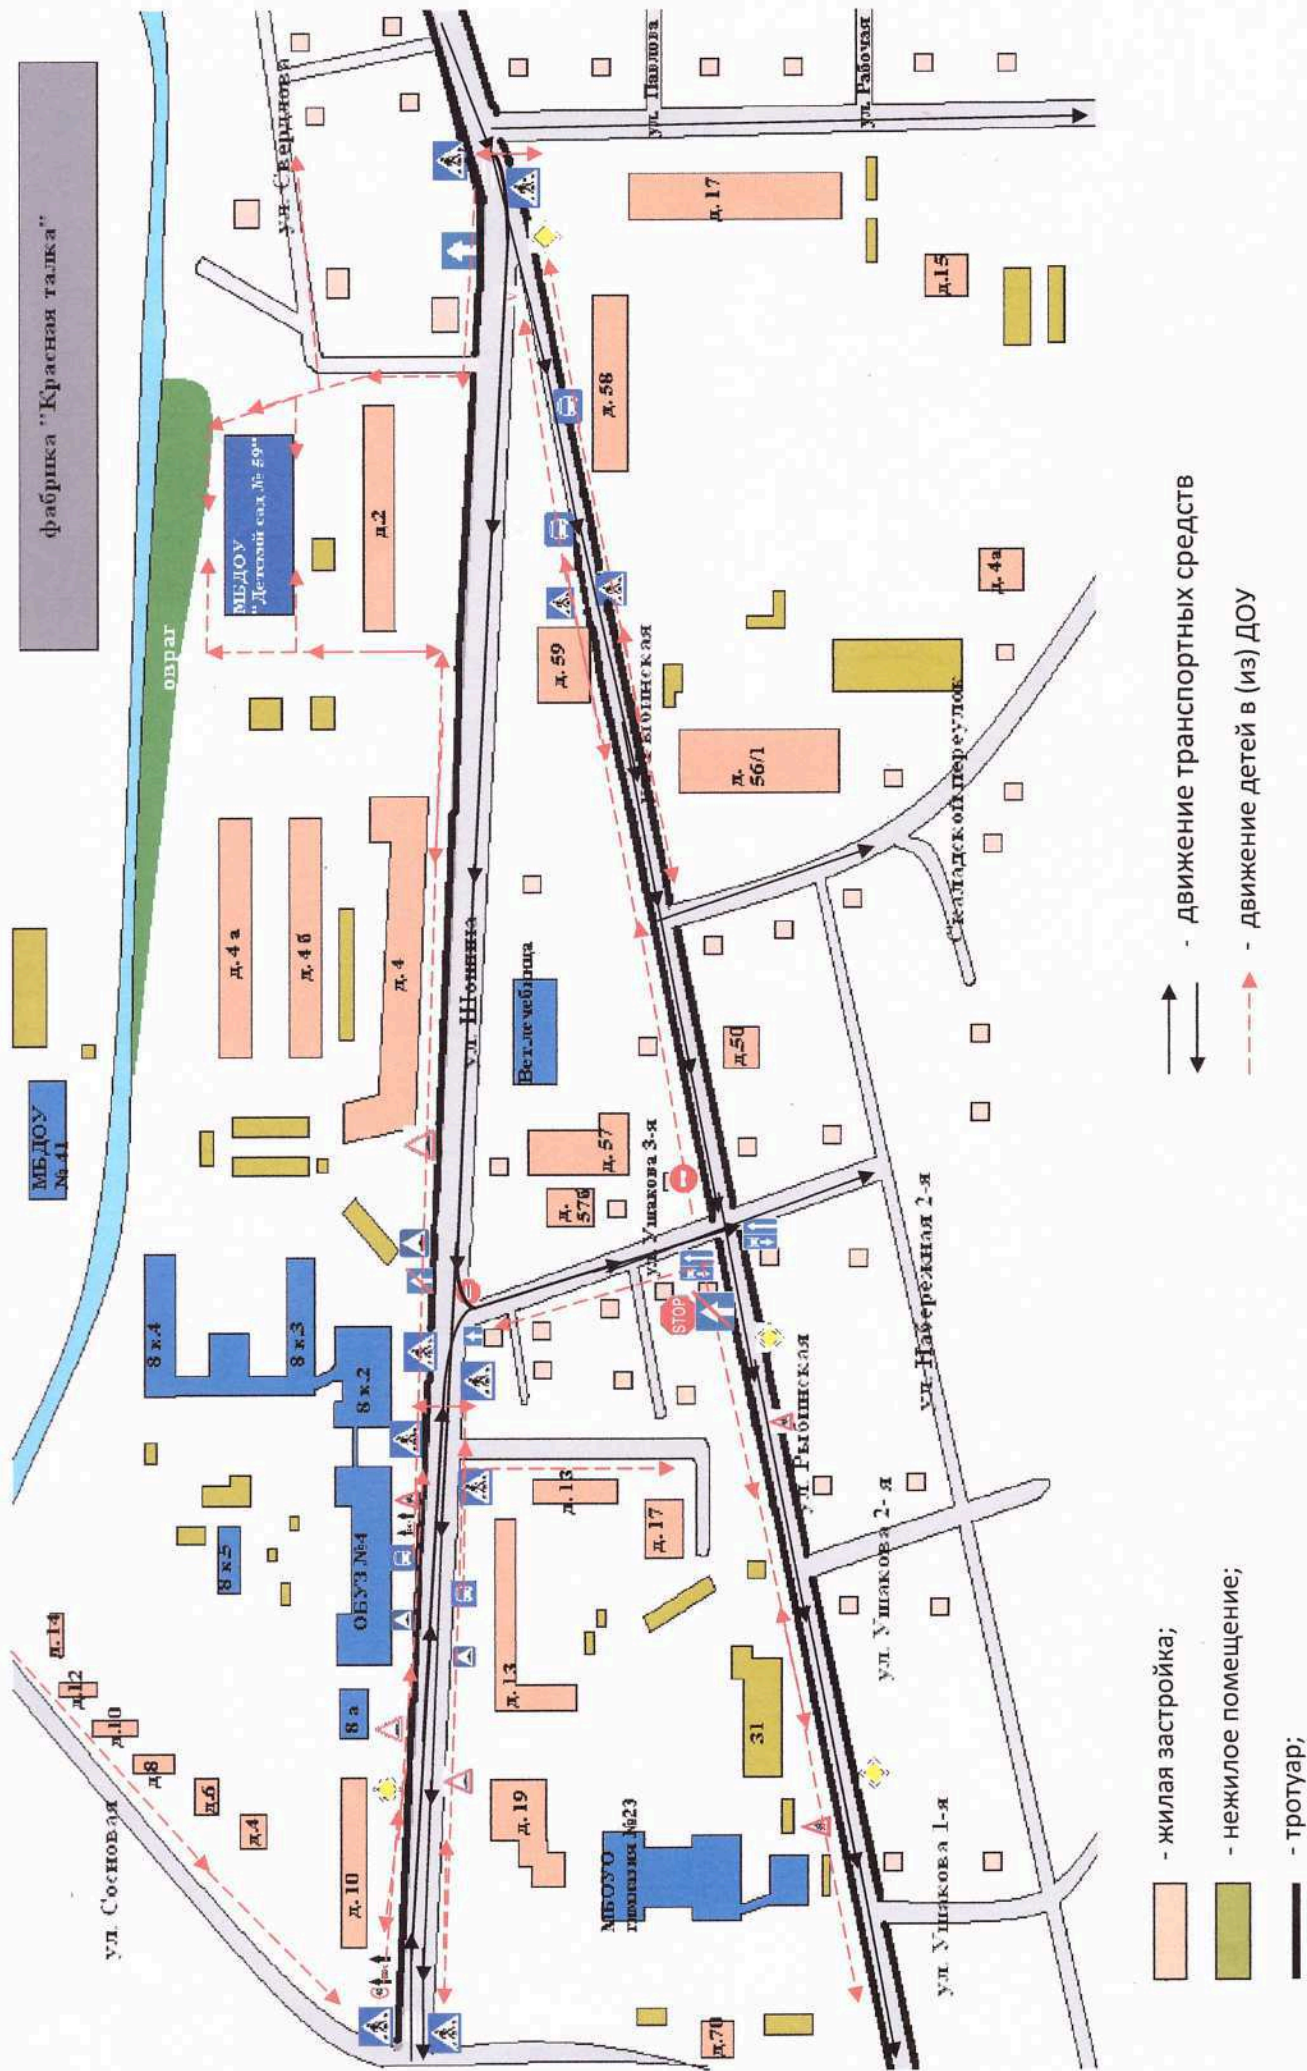 фабрика "Красная талка"
ул. Свердлова
овраг
МБДОУ
"Детский сад № 59"
д.2
МБДОУ
№ 41
д. 4 а
д. 4 б
д. 4
8 к.4
8 к.3
8 к.2
8 к.5
ОБУЗ №4
8 а
д. 10
ул. Сосновая
д.14
д.12
д.10
д.8
д.6
д.4
ул. Шошина
Ветлечебница
д. 57
д.
57б
ул. Ушакова 3-я
STOP
д. 13
д. 17
д. 13
д. 19
МБОУО
гимназия №23
31
д.70
д. 59
д. 58
д. 17
д.15
ул. Павлова
ул. Рабочая
д. 4а
д.
56/1
Складской переулок
д.50
ул. Набережная 2-я
ул. Рыбинская
ул. Ушакова 2- я
ул. Ушакова 1-я
- жилая застройка;
- нежилое помещение;
- тротуар;
- движение транспортных средств
- движение детей в (из) ДОУ